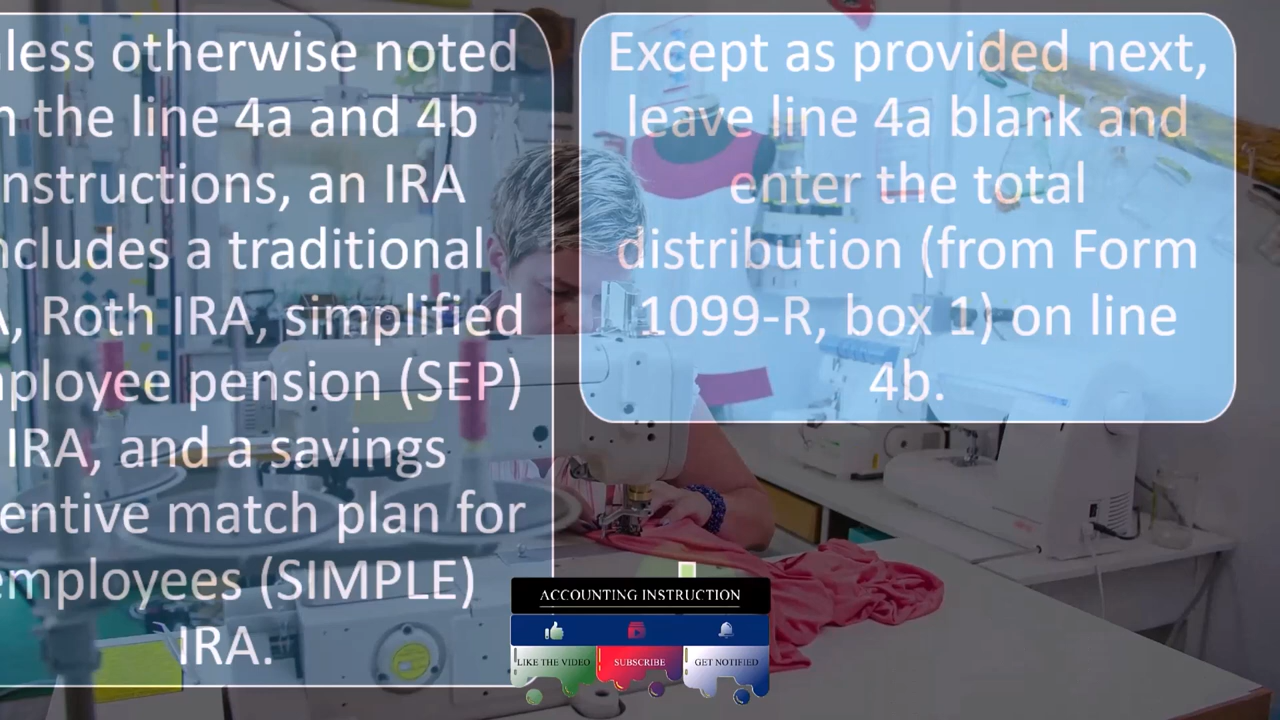 less otherwise noted
the line 4a and 4b
nstructions, an IRA
ncludes a traditional
, Roth IRA, simplified
ployee pension (SEP)
IRA, and a savings
entive match plan for
employees (SIMPLE)
IRA.
Except as provided next,
leave line 4a blank and
enter the total
distribution (from Form
1099-R, box 1) on line
4b.
ACCOUNTING INSTRUCTION
LIKE THE VIDEO
SUBSCRIBE
GET NOTIFIED